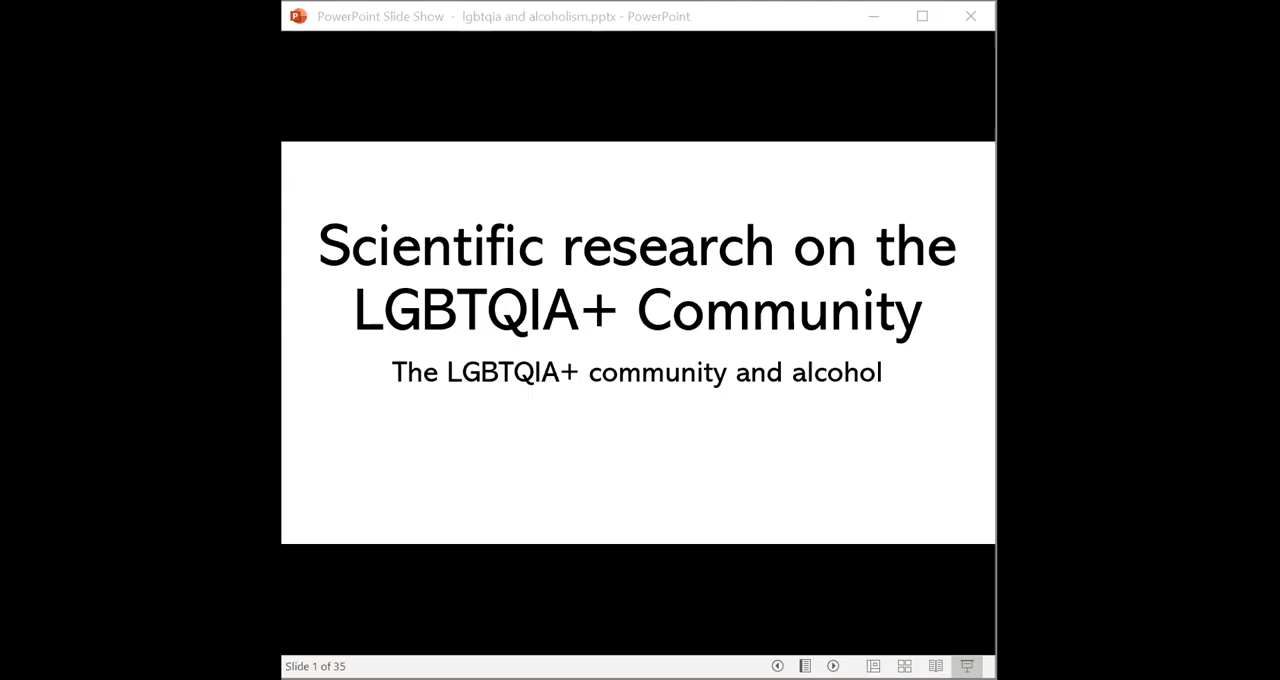 PowerPoint Slide Show - lgbtqia and alcoholism.pptx - PowerPoint
Scientific research on the
LGBTQIA+ Community
The LGBTQIA+ community and alcohol
Slide 1 of 35